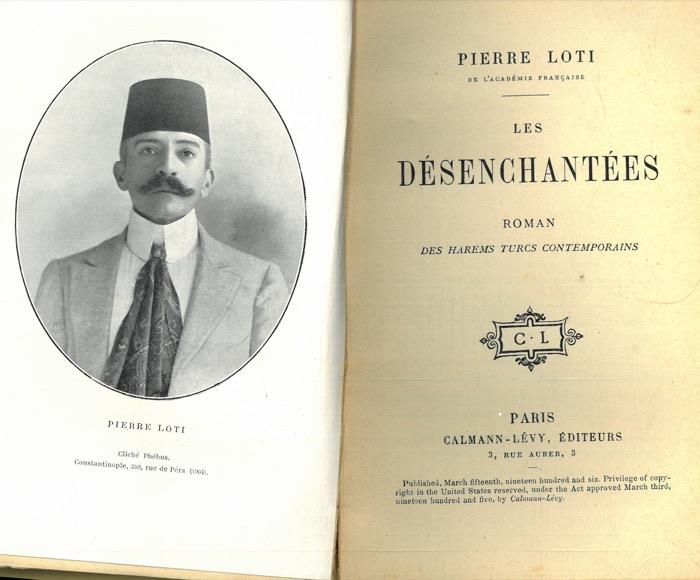 PIERRE LOTI
Cliché Phébus.
Constantinople, 359, rue de Péra (1904).
PIERRE LOTI
DE L'ACADÉMIE FRANÇAISE
LES
DÉSENCHANTÉES
ROMAN
DES HAREMS TURCS CONTEMPORAINS
C·L
PARIS
CALMANN-LÉVY, ÉDITEURS
3, RUE AUBER, 3
Published, March fifteenth, nineteen hundred and six. Privilege of copy-
right in the United States reserved, under the Act approved March third,
nineteen hundred and five, by Calmann-Lévy.